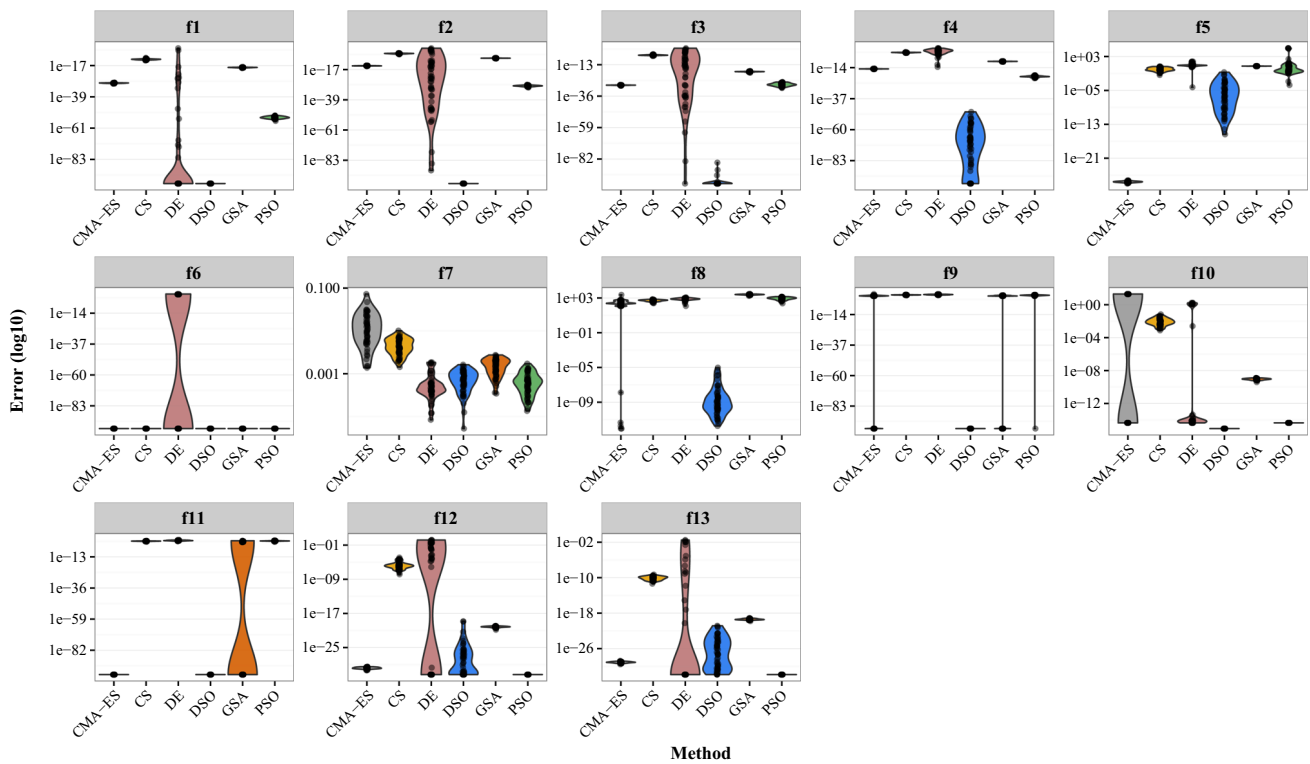 f1 f2 f3 f4 f5
1e−17 1e−17 1e−13 1e−14 1e+03
1e−39 1e−39 1e−36 1e−37 1e−05
1e−61 1e−61 1e−59 1e−60 1e−13
1e−83 1e−83 1e−82 1e−83 1e−21
CMA−ES CS DE DSO GSA PSO CMA−ES CS DE DSO GSA PSO CMA−ES CS DE DSO GSA PSO CMA−ES CS DE DSO GSA PSO CMA−ES CS DE DSO GSA PSO
Error (log10)
f6 f7 f8 f9 f10
1e−14 0.100 1e+03 1e−14 1e+00
1e−37 0.001 1e−01 1e−37 1e−04
1e−60 1e−05 1e−60 1e−08
1e−83 1e−09 1e−83 1e−12
CMA−ES CS DE DSO GSA PSO CMA−ES CS DE DSO GSA PSO CMA−ES CS DE DSO GSA PSO CMA−ES CS DE DSO GSA PSO CMA−ES CS DE DSO GSA PSO
f11 f12 f13
1e−13 1e−01 1e−02
1e−36 1e−09 1e−10
1e−59 1e−17 1e−18
1e−82 1e−25 1e−26
CMA−ES CS DE DSO GSA PSO CMA−ES CS DE DSO GSA PSO CMA−ES CS DE DSO GSA PSO
Method